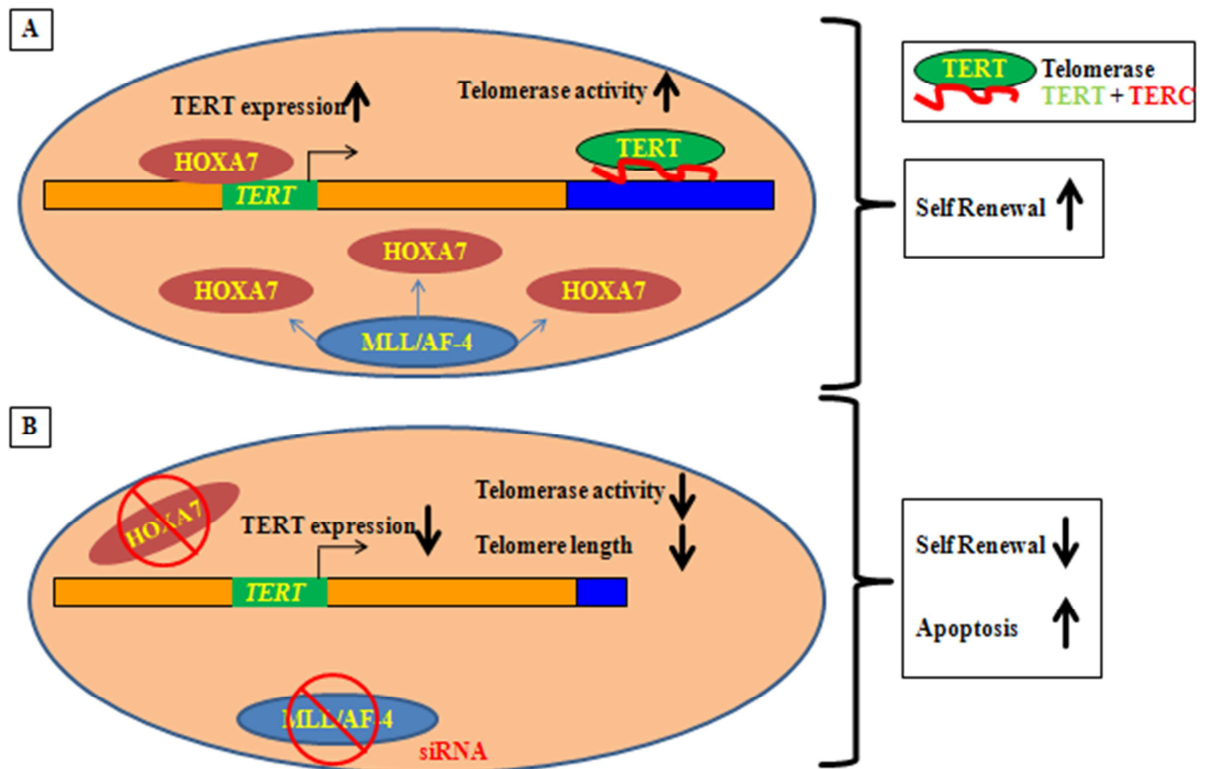 A
TERT expression
Telomerase activity
HOXA7
TERT
TERT
HOXA7
HOXA7
HOXA7
MLL/AF-4
TERT
Telomerase
TERT + TERC
Self Renewal
B
HOXA7
TERT expression
Telomerase activity
Telomere length
TERT
MLL/AF-4
siRNA
Self Renewal
Apoptosis